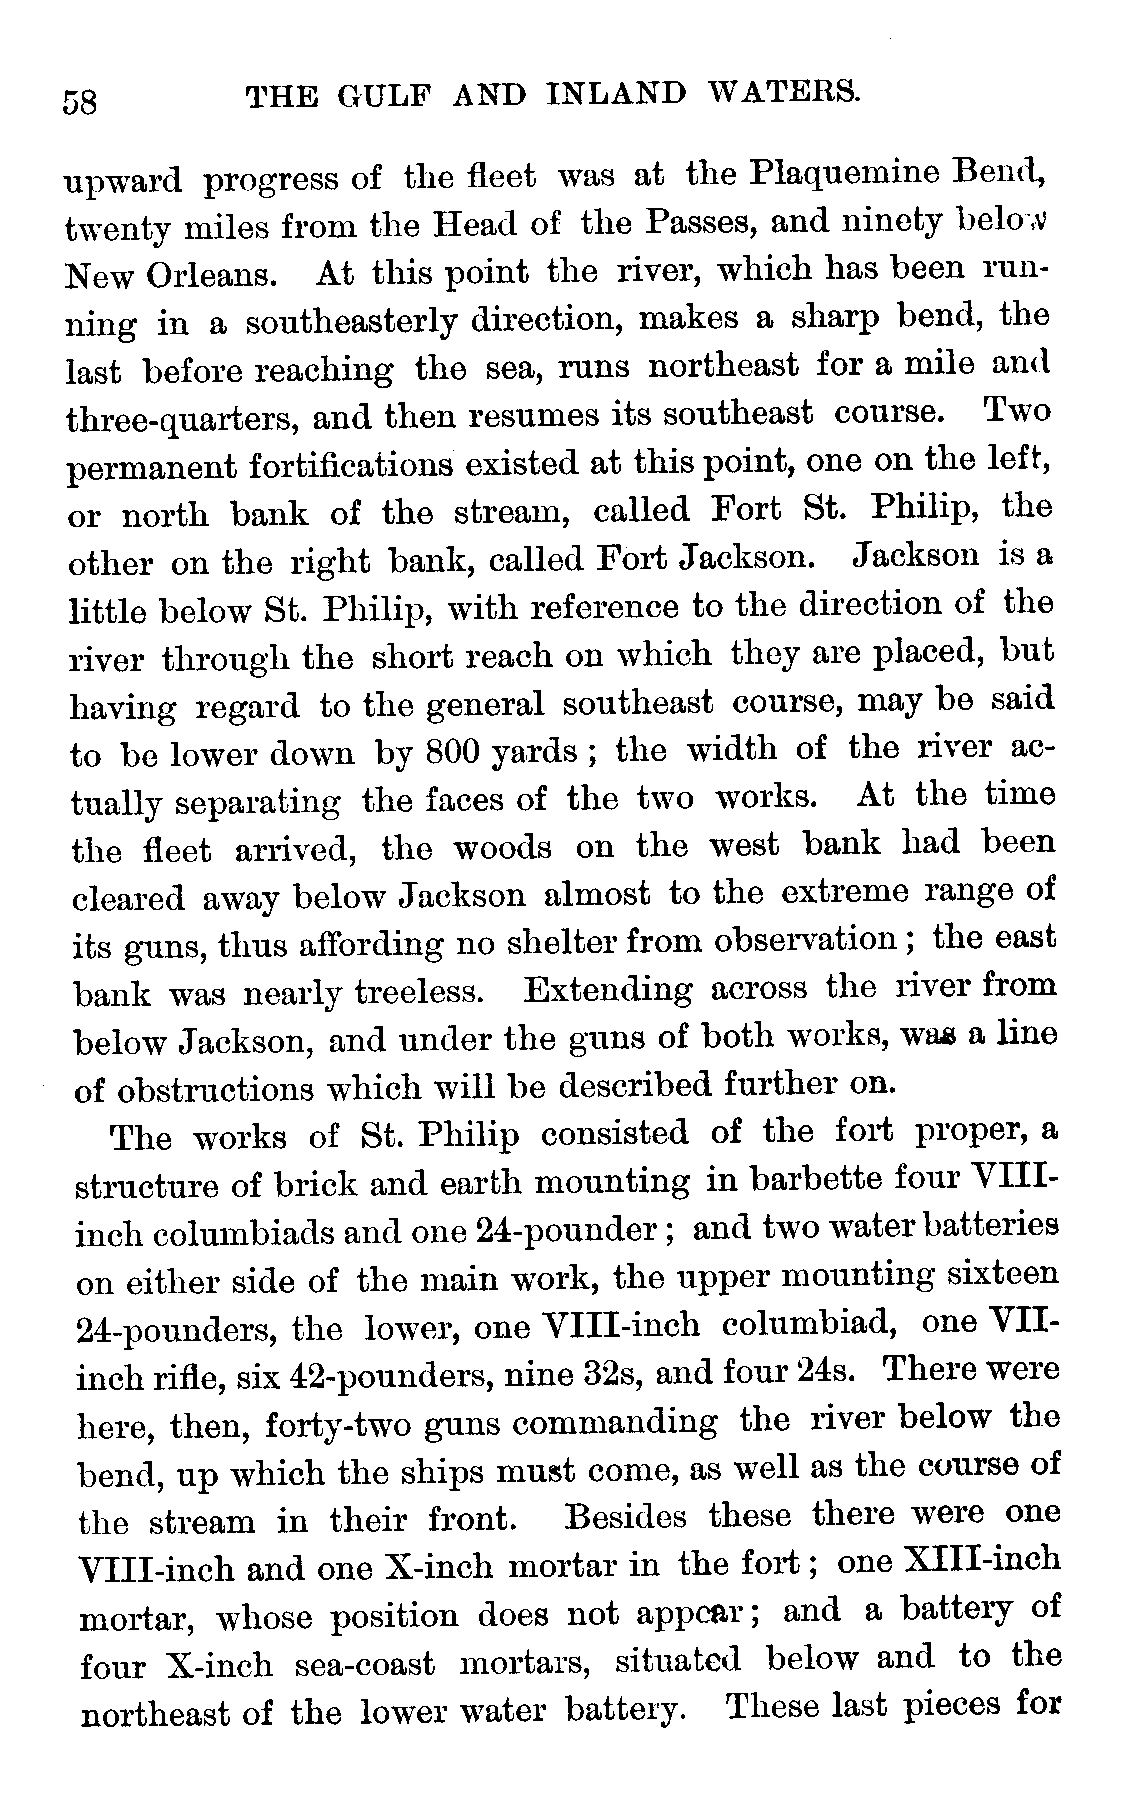 58 THE GULF AND INLAND WATERS.
upward progress of the fleet was at the Plaquemine Bend,
twenty miles from the Head of the Passes, and ninety below
New Orleans. At this point the river, which has been run-
ning in a southeasterly direction, makes a sharp bend, the
last before reaching the sea, runs northeast for a mile and
three-quarters, and then resumes its southeast course. Two
permanent fortifications existed at this point, one on the left,
or north bank of the stream, called Fort St. Philip, the
other on the right bank, called Fort Jackson. Jackson is a
little below St. Philip, with reference to the direction of the
river through the short reach on which they are placed, but
having regard to the general southeast course, may be said
to be lower down by 800 yards; the width of the river ac-
tually separating the faces of the two works. At the time
the fleet arrived, the woods on the west bank had been
cleared away below Jackson almost to the extreme range of
its guns, thus affording no shelter from observation; the east
bank was nearly treeless. Extending across the river from
below Jackson, and under the guns of both works, was a line
of obstructions which will be described further on.
The works of St. Philip consisted of the fort proper, a
structure of brick and earth mounting in barbette four VIII-
inch columbiads and one 24-pounder; and two water batteries
on either side of the main work, the upper mounting sixteen
24-pounders, the lower, one VIII-inch columbiad, one VII-
inch rifle, six 42-pounders, nine 32s, and four 24s. There were
here, then, forty-two guns commanding the river below the
bend, up which the ships must come, as well as the course of
the stream in their front. Besides these there were one
VIII-inch and one X-inch mortar in the fort; one XIII-inch
mortar, whose position does not appear; and a battery of
four X-inch sea-coast mortars, situated below and to the
northeast of the lower water battery. These last pieces for